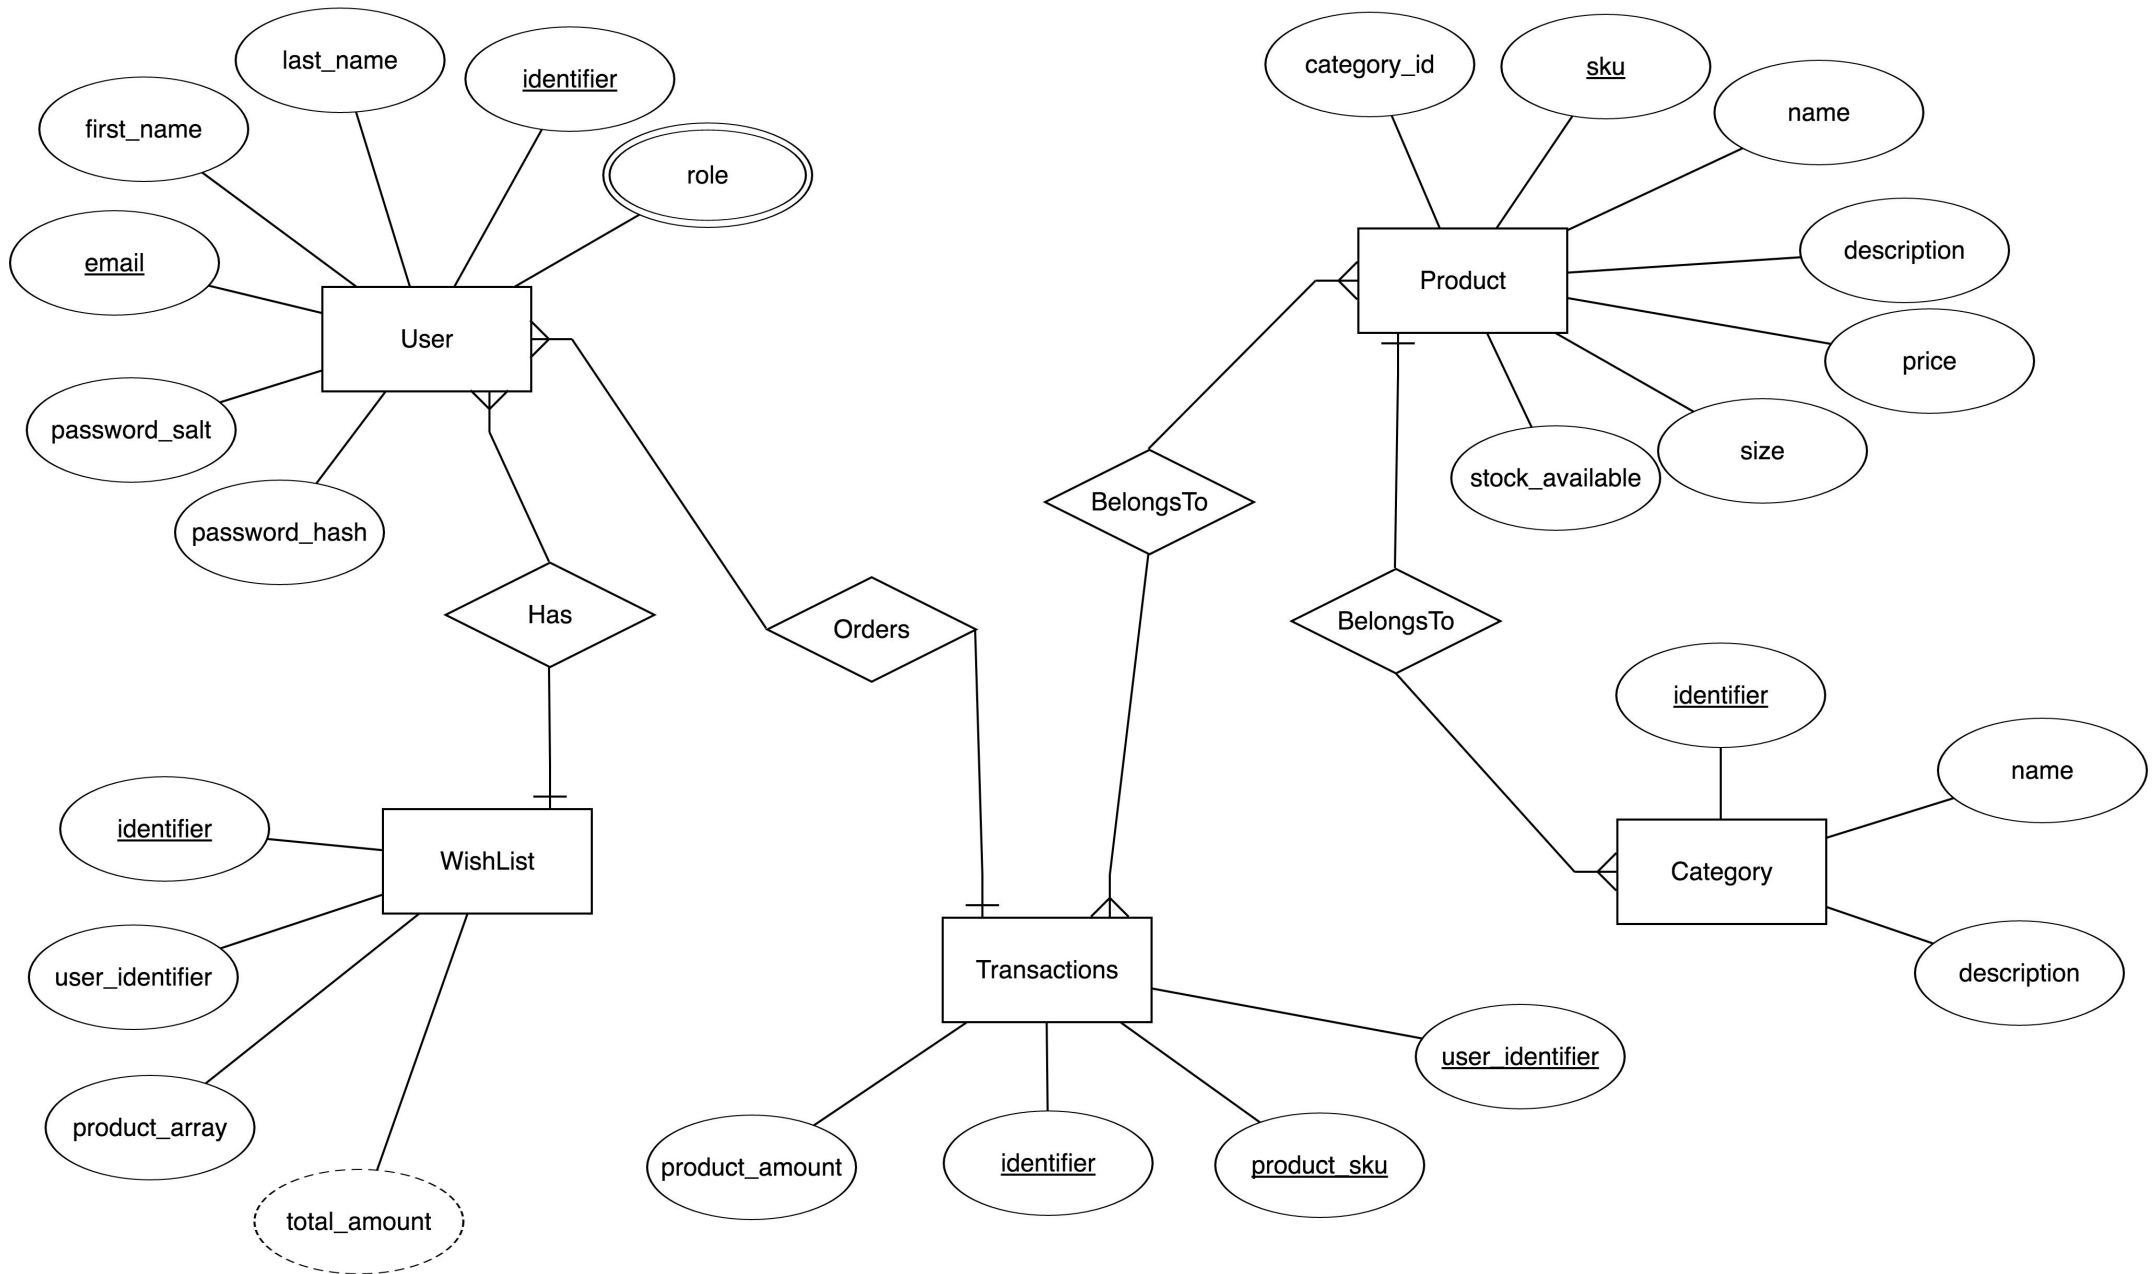 last_name
identifier
first_name
role
email
User
password_salt
password_hash
Has
Orders
category_id
sku
name
description
Product
price
size
stock_available
BelongsTo
BelongsTo
identifier
name
Category
description
identifier
WishList
user_identifier
product_array
total_amount
Transactions
user_identifier
product_amount
identifier
product_sku